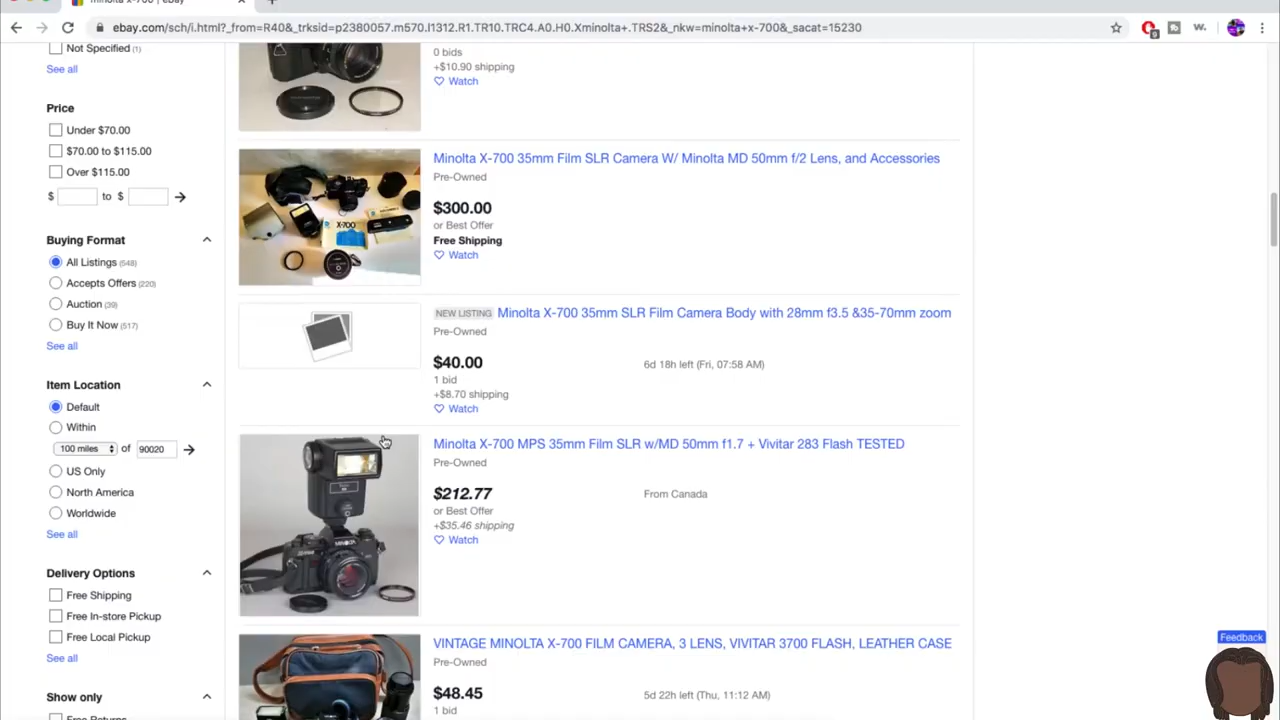 minolta x-700 | eBay
ebay.com/sch/i.html?_from=R40&_trksid=p2380057.m570.l1312.R1.TR10.TRC4.A0.H0.Xminolta+.TRS2&_nkw=minolta+x-700&_sacat=15230
Not Specified (1)
See all
Price
Under $70.00
$70.00 to $115.00
Over $115.00
$ to $
Buying Format
All Listings (548)
Accepts Offers (220)
Auction (39)
Buy It Now (517)
See all
Item Location
Default
Within
100 miles of 90020
US Only
North America
Worldwide
See all
Delivery Options
Free Shipping
Free In-store Pickup
Free Local Pickup
See all
Show only
Free Returns
0 bids
+$10.90 shipping
Watch
Minolta X-700 35mm Film SLR Camera W/ Minolta MD 50mm f/2 Lens, and Accessories
Pre-Owned
$300.00
or Best Offer
Free Shipping
Watch
X-700
NEW LISTING Minolta X-700 35mm SLR Film Camera Body with 28mm f3.5 &35-70mm zoom
Pre-Owned
$40.00 6d 18h left (Fri, 07:58 AM)
1 bid
+$8.70 shipping
Watch
Minolta X-700 MPS 35mm Film SLR w/MD 50mm f1.7 + Vivitar 283 Flash TESTED
Pre-Owned
$212.77 From Canada
or Best Offer
+$35.46 shipping
Watch
MINOLTA
VINTAGE MINOLTA X-700 FILM CAMERA, 3 LENS, VIVITAR 3700 FLASH, LEATHER CASE
Pre-Owned
$48.45 5d 22h left (Thu, 11:12 AM)
1 bid
Feedback